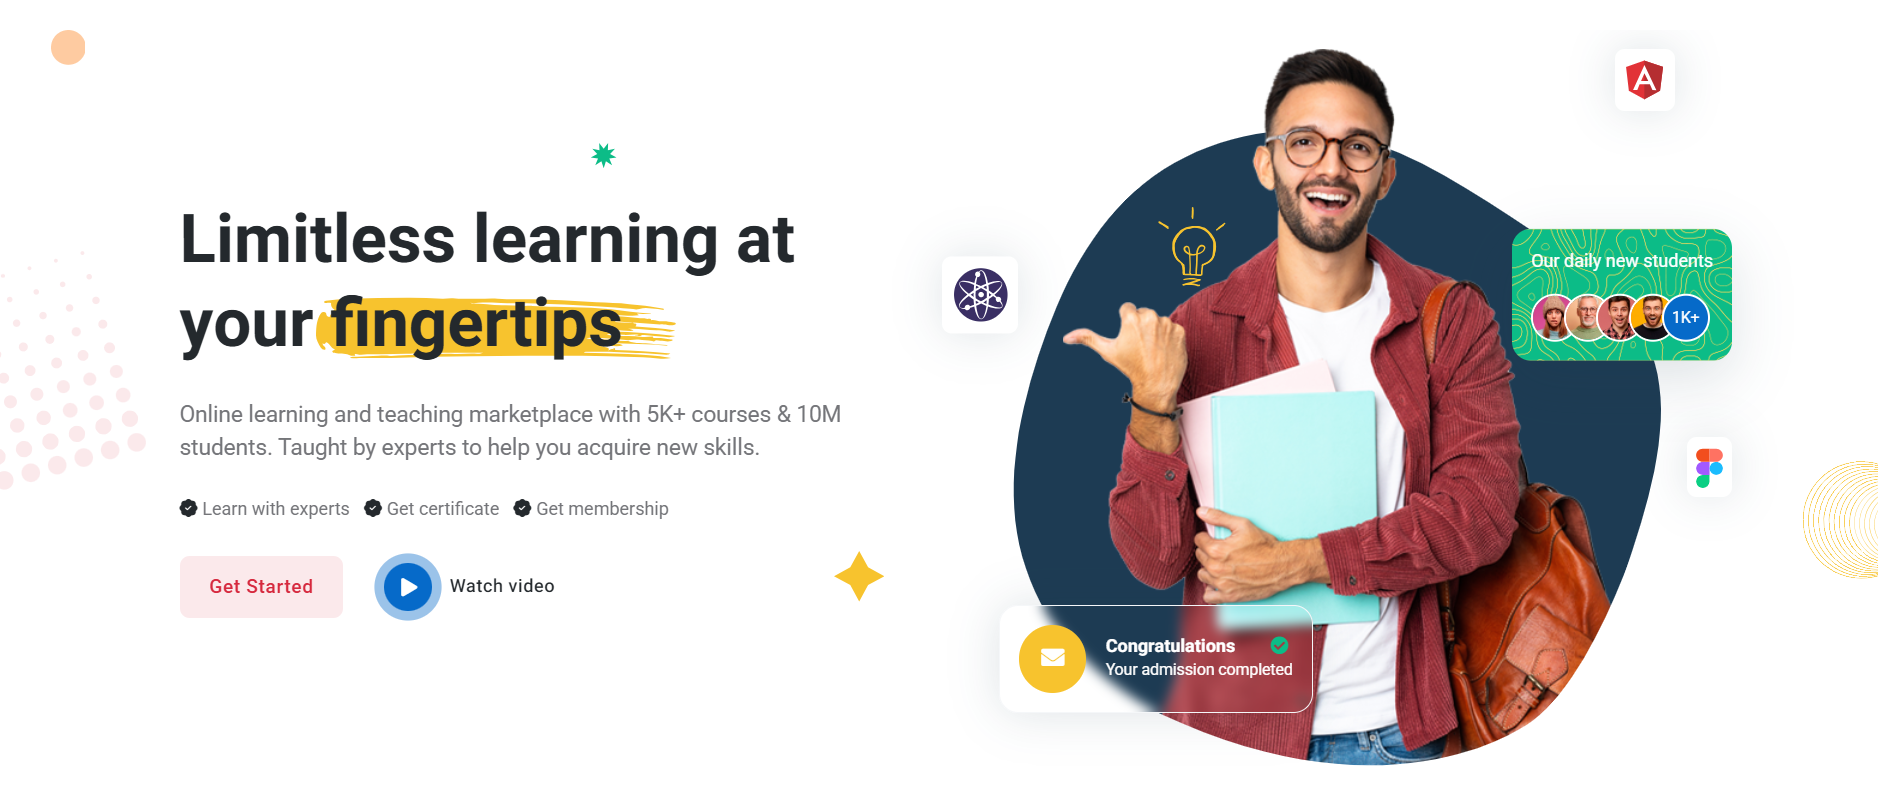 Limitless learning at
your fingertips
Online learning and teaching marketplace with 5K+ courses & 10M
students. Taught by experts to help you acquire new skills.
Learn with experts Get certificate Get membership
Get Started Watch video
Our daily new students
1K+
Congratulations
Your admission completed